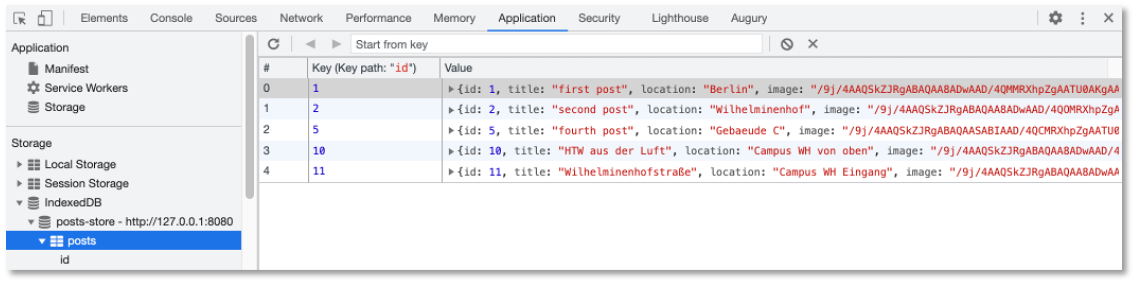 Elements Console Sources Network Performance Memory Application Security Lighthouse Augury
Application
Manifest
Service Workers
Storage
Storage
Local Storage
Session Storage
IndexedDB
posts-store - http://127.0.0.1:8080
posts
id
Start from key
# Key (Key path: "id") Value
0 1 {id: 1, title: "first post", location: "Berlin", image: "/9j/4AAQSkZJRgABAQAA8ADwAAD/4QMMRXhpZgAATU0AKgAA
1 2 {id: 2, title: "second post", location: "Wilhelminenhof", image: "/9j/4AAQSkZJRgABAQAA8ADwAAD/4QOMRXhpZgAA
2 5 {id: 5, title: "fourth post", location: "Gebaeude C", image: "/9j/4AAQSkZJRgABAQAASABIAAD/4QCMRXhpZgAATU0
3 10 {id: 10, title: "HTW aus der Luft", location: "Campus WH von oben", image: "/9j/4AAQSkZJRgABAQAA8ADwAAD/4
4 11 {id: 11, title: "Wilhelminenhofstraße", location: "Campus WH Eingang", image: "/9j/4AAQSkZJRgABAQAA8ADwAA